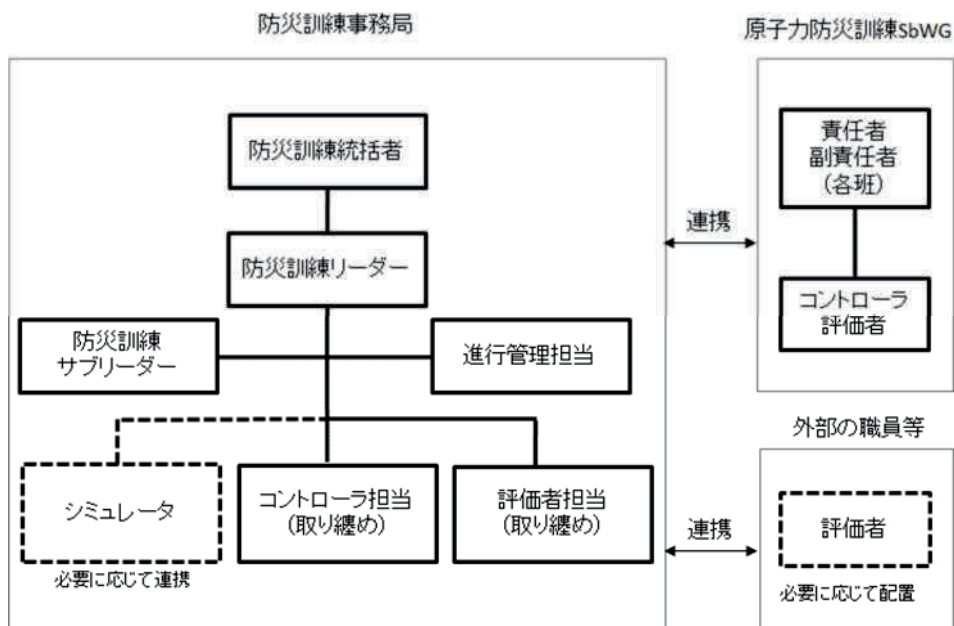 防災訓練事務局
防災訓練統括者
防災訓練リーダー
防災訓練
サブリーダー
進行管理担当
シミュレータ
必要に応じて連携
コントローラ担当
(取り纏め)
評価者担当
(取り纏め)
連携
連携
原子力防災訓練SbWG
責任者
副責任者
(各班)
コントローラ
評価者
外部の職員等
評価者
必要に応じて配置